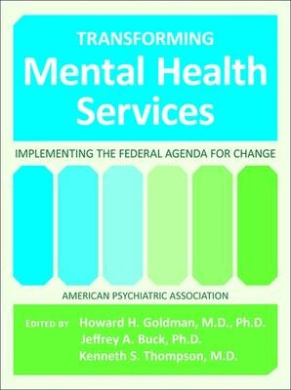 TRANSFORMING
Mental Health
Services
IMPLEMENTING THE FEDERAL AGENDA FOR CHANGE
AMERICAN PSYCHIATRIC ASSOCIATION
EDITED BY Howard H. Goldman, M.D., Ph.D.
Jeffrey A. Buck, Ph.D.
Kenneth S. Thompson, M.D.